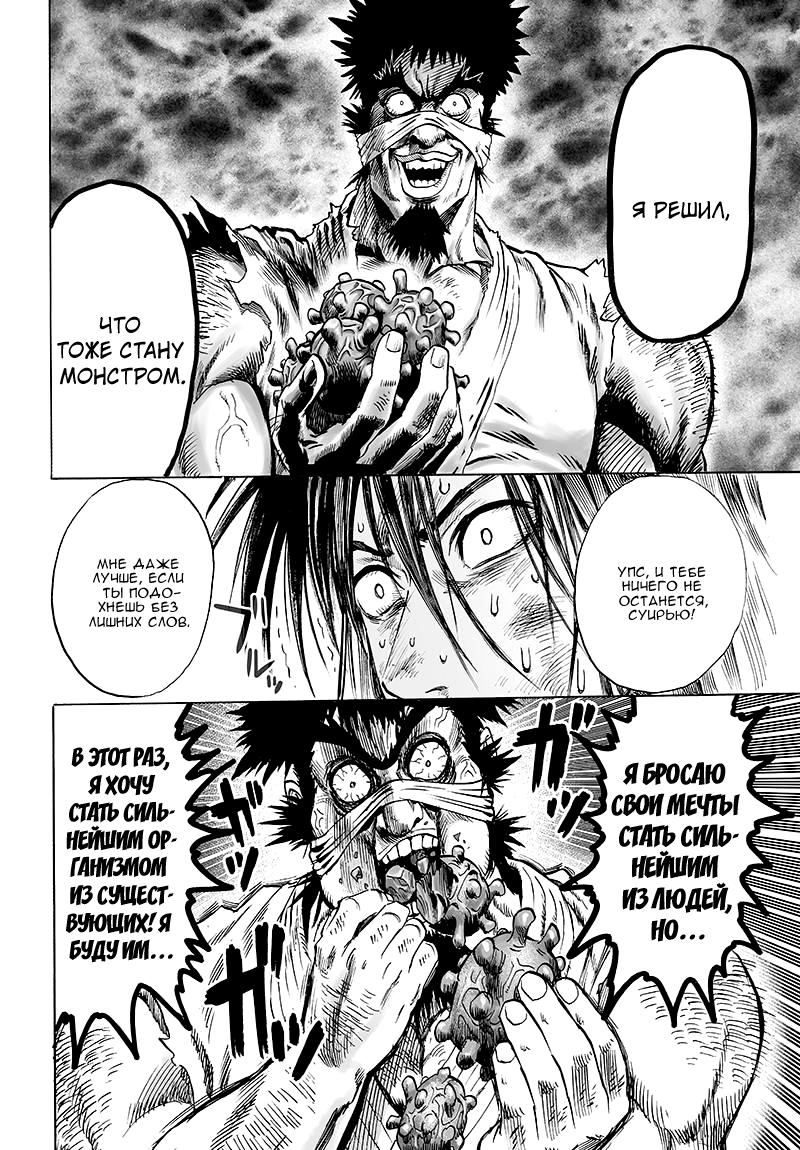 Я РЕШИЛ,
ЧТО
ТОЖЕ СТАНУ
МОНСТРОМ.
УПС, И ТЕБЕ
НИЧЕГО НЕ
ОСТАНЕТСЯ,
СУИРЬЮ!
МНЕ ДАЖЕ
ЛУЧШЕ, ЕСЛИ
ТЫ ПОДО-
ХНЕШЬ БЕЗ
ЛИШНИХ СЛОВ.
Я БРОСАЮ
СВОИ МЕЧТЫ
СТАТЬ СИЛЬ-
НЕЙШИМ
ИЗ ЛЮДЕЙ,
НО...
В ЭТОТ РАЗ,
Я ХОЧУ
СТАТЬ СИЛЬ-
НЕЙШИМ ОР-
ГАНИЗМОМ
ИЗ СУЩЕСТ-
ВУЮЩИХ! Я
БУДУ ИМ...